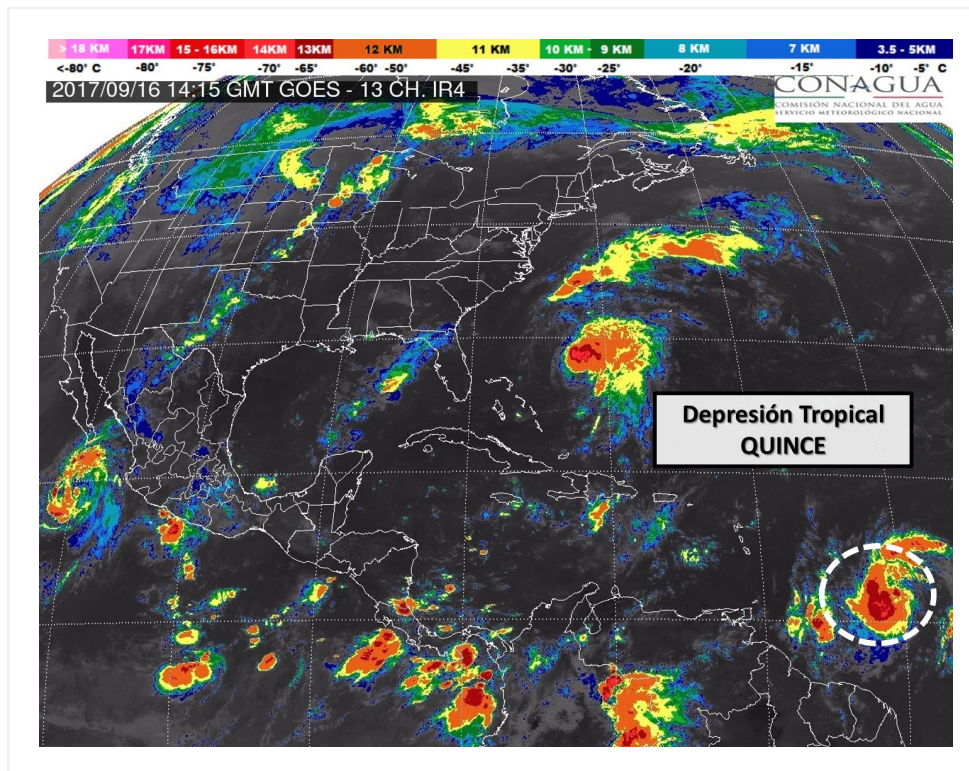 > 18 KM 17KM 15 - 16KM 14KM 13KM 12 KM 11 KM 10 KM - 9 KM 8 KM 7 KM 3.5 - 5KM
<-80° C -80° -75° -70° -65° -60° -50° -45° -35° -30° -25° -20° -15° -10° -5° C
2017/09/16 14:15 GMT GOES - 13 CH. IR4
CONAGUA
COMISIÓN NACIONAL DEL AGUA
SERVICIO METEOROLÓGICO NACIONAL
Depresión Tropical
QUINCE